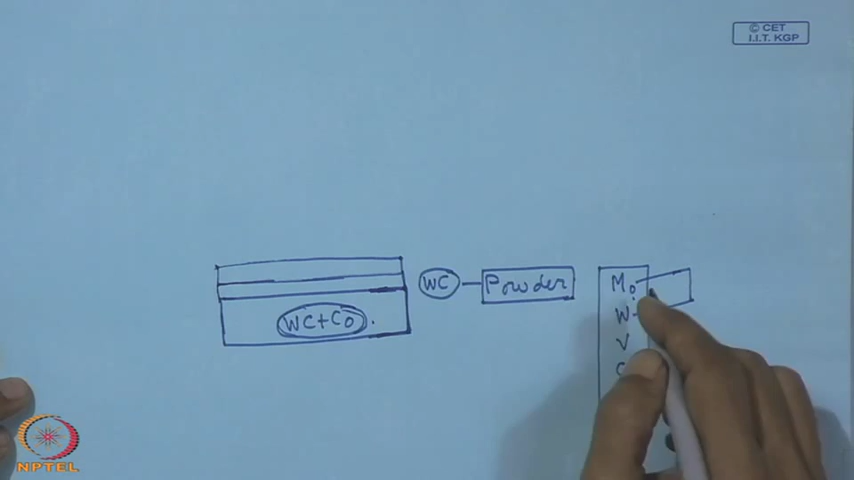 © CET
I.I.T. KGP
WC
Powder
WC+Co
Mo
W
V
NPTEL